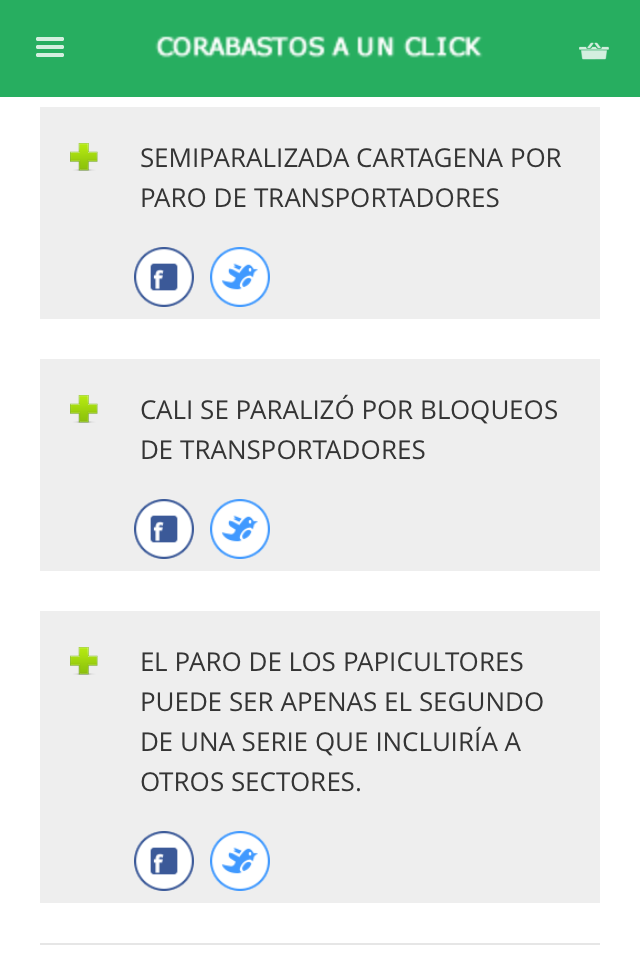 CORABASTOS A UN CLICK
SEMIPARALIZADA CARTAGENA POR
PARO DE TRANSPORTADORES
f
CALI SE PARALIZÓ POR BLOQUEOS
DE TRANSPORTADORES
f
EL PARO DE LOS PAPICULTORES
PUEDE SER APENAS EL SEGUNDO
DE UNA SERIE QUE INCLUIRÍA A
OTROS SECTORES.
f